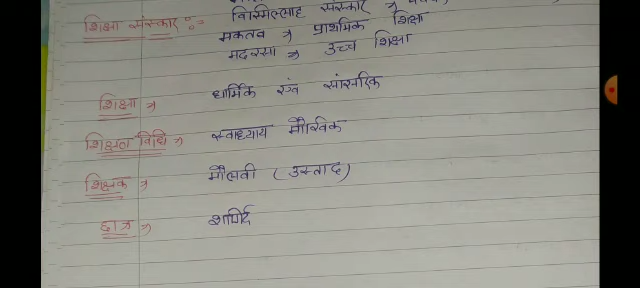 शिक्षा संस्कार :- बिस्मिल्लाह संस्कार →
मकतब → प्राथमिक शिक्षा
मदरसा → उच्च शिक्षा
शिक्षा → धार्मिक एवं सांसारिक
शिक्षण विधि → स्वाध्याय मौखिक
शिक्षक → मौलवी (उस्ताद)
छात्र → शागिर्द